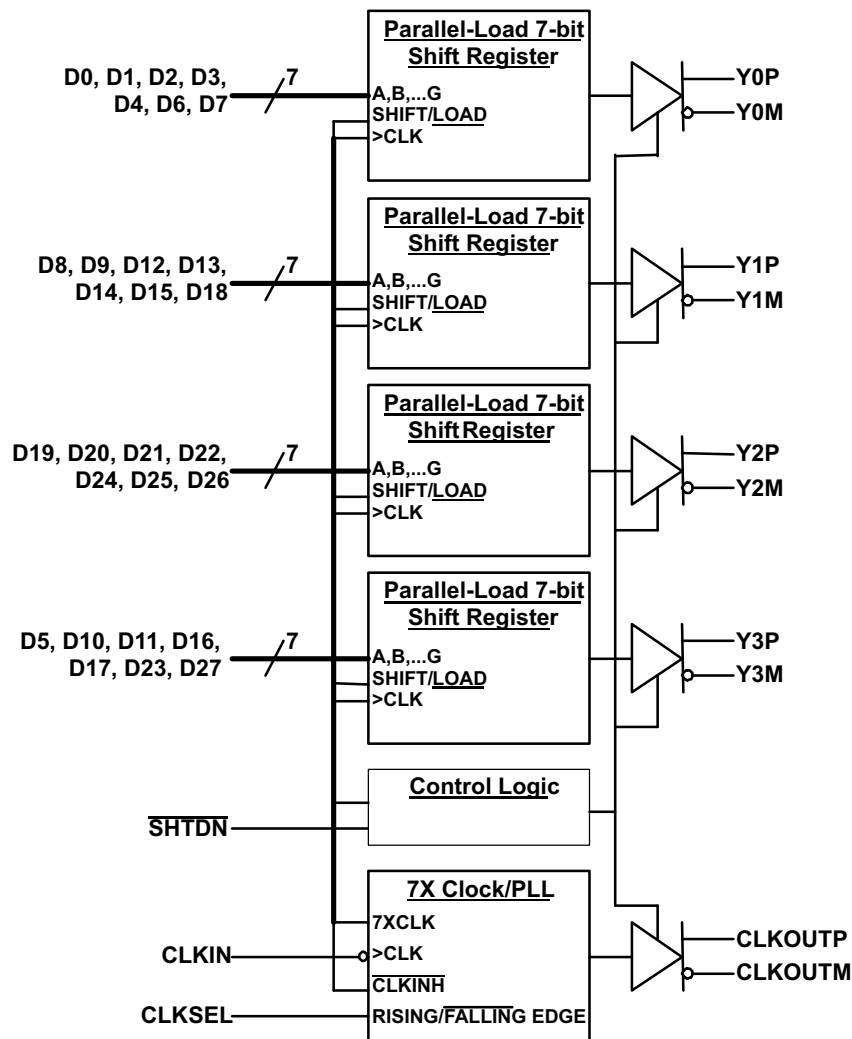 Parallel-Load 7-bit
Shift Register
D0, D1, D2, D3,
D4, D6, D7
7
A,B,...G
SHIFT/LOAD
>CLK
Y0P
Y0M
Parallel-Load 7-bit
Shift Register
D8, D9, D12, D13,
D14, D15, D18
7
A,B,...G
SHIFT/LOAD
>CLK
Y1P
Y1M
Parallel-Load 7-bit
Shift Register
D19, D20, D21, D22,
D24, D25, D26
7
A,B,...G
SHIFT/LOAD
>CLK
Y2P
Y2M
Parallel-Load 7-bit
Shift Register
D5, D10, D11, D16,
D17, D23, D27
7
A,B,...G
SHIFT/LOAD
>CLK
Y3P
Y3M
Control Logic
SHTDN
7X Clock/PLL
7XCLK
CLKIN
>CLK
CLKINH
CLKSEL
RISING/FALLING EDGE
CLKOUTP
CLKOUTM